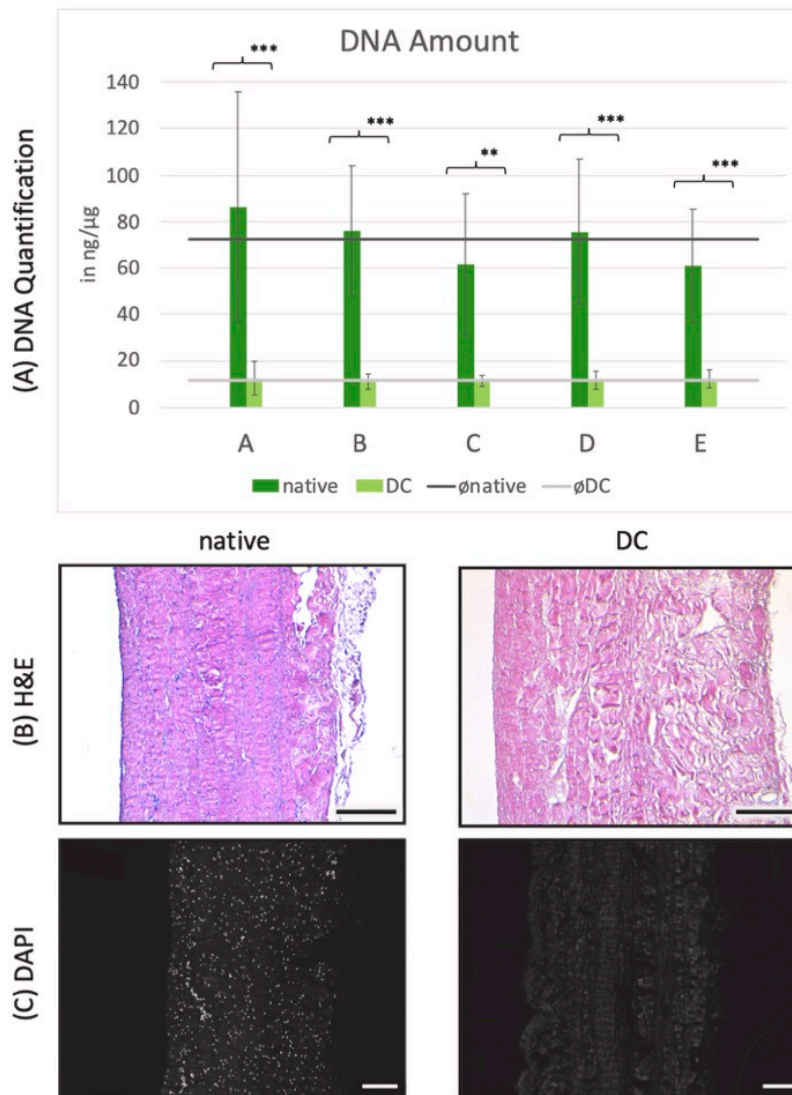 DNA Amount
(A) DNA Quantification
in ng/µg
140
120
100
80
60
40
20
0
***
***
**
***
***
A B C D E
native DC ønative øDC
native DC
(B) H&E
(C) DAPI